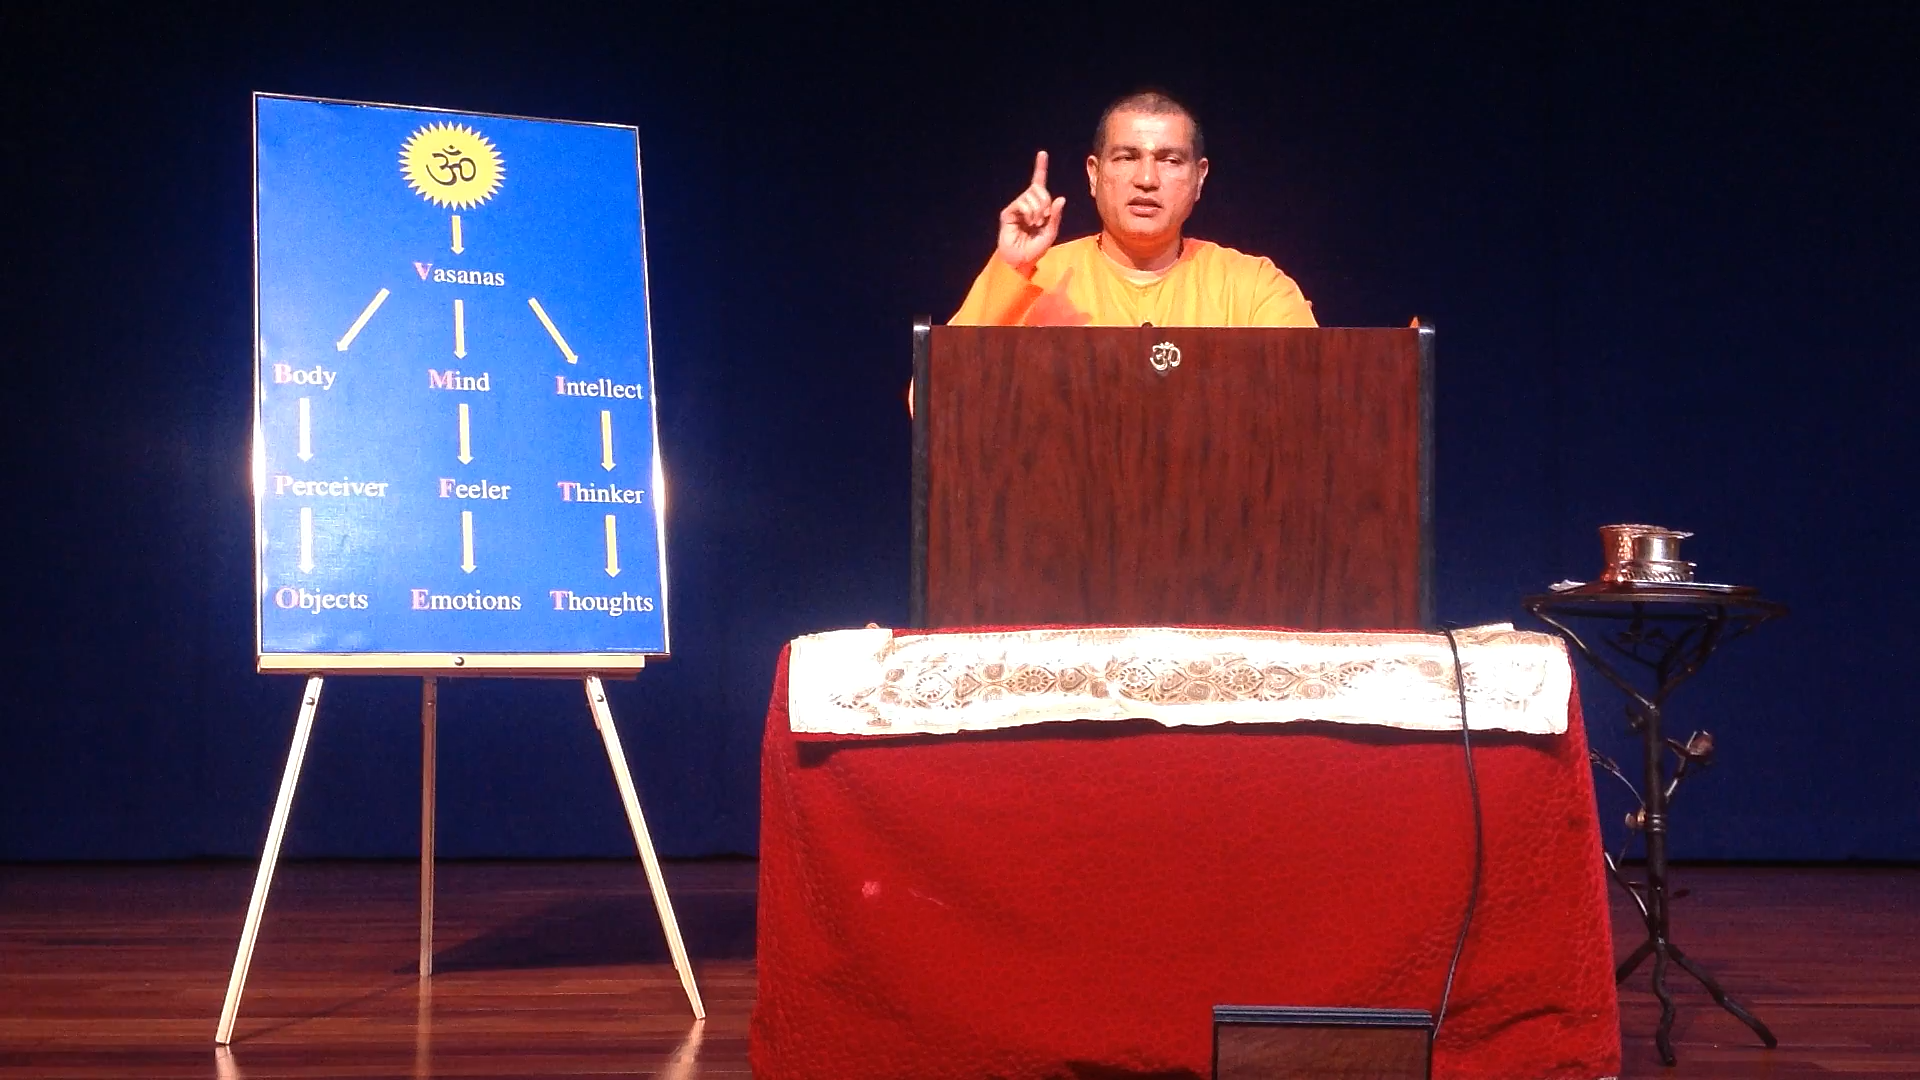 ॐ
Vasanas
Body Mind Intellect
Perceiver Feeler Thinker
Objects Emotions Thoughts
ॐ